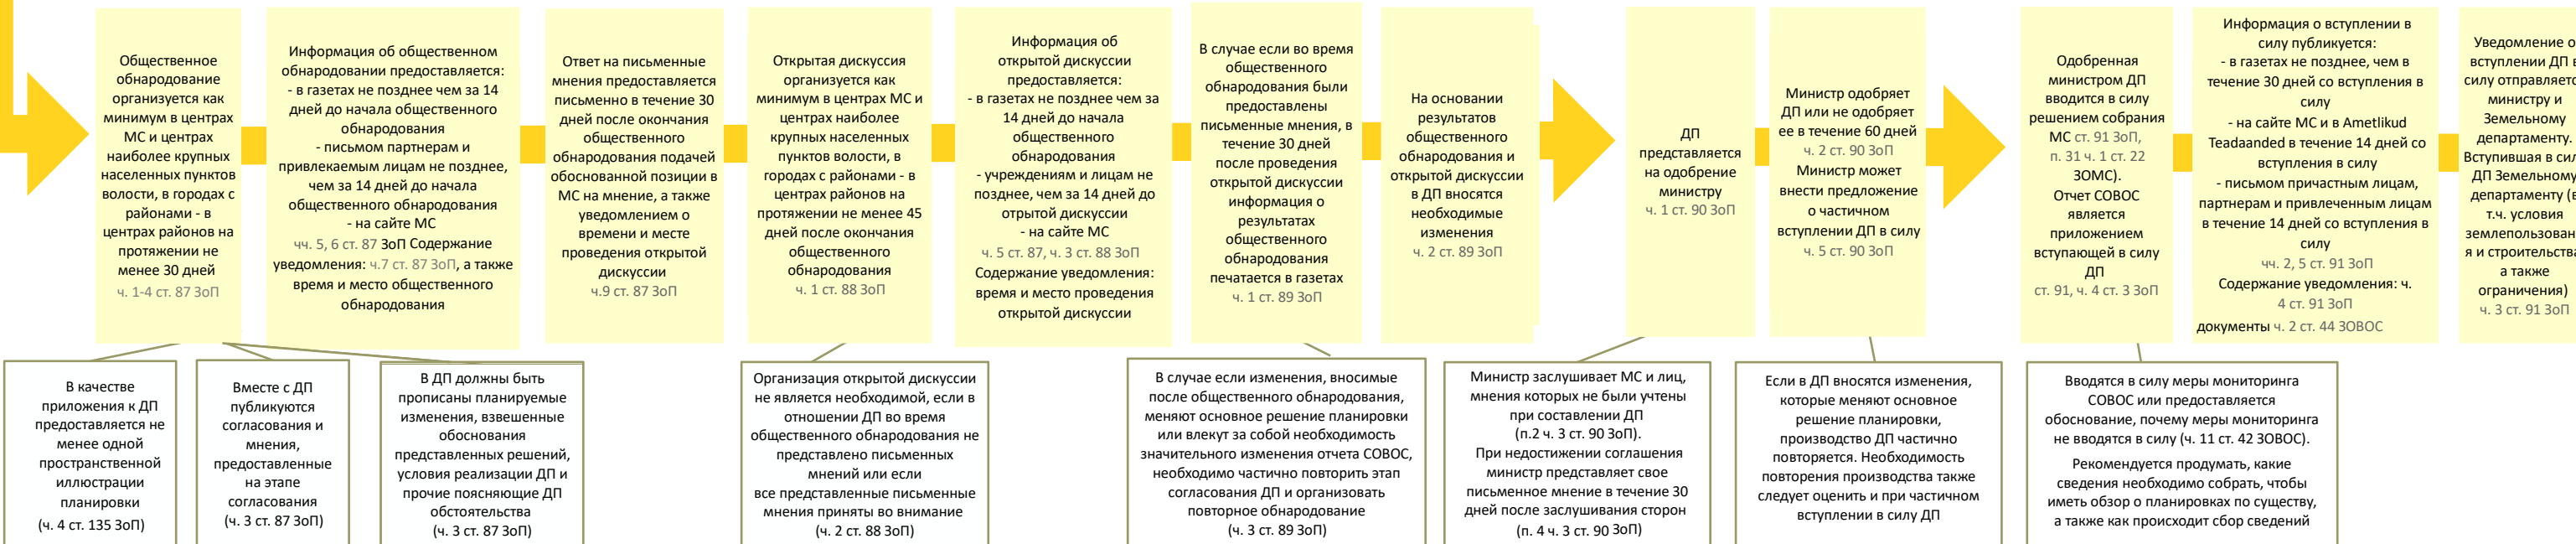 Общественное
обнародование
организуется как
минимум в центрах
МС и центрах
наиболее крупных
населенных пунктов
волости, в городах с
районами - в
центрах районов на
протяжении не
менее 30 дней
ч. 1-4 ст. 87 ЗоП
Информация об общественном
обнародовании предоставляется:
- в газетах не позднее чем за 14
дней до начала общественного
обнародования
- письмом партнерам и
привлекаемым лицам не позднее,
чем за 14 дней до начала
общественного обнародования
- на сайте МС
чч. 5, 6 ст. 87 ЗоП Содержание
уведомления: ч.7 ст. 87 ЗоП, а также
время и место общественного
обнародования
Ответ на письменные
мнения предоставляется
письменно в течение 30
дней после окончания
общественного
обнародования подачей
обоснованной позиции в
МС на мнение, а также
уведомлением о
времени и месте
проведения открытой
дискуссии
ч.9 ст. 87 ЗоП
Открытая дискуссия
организуется как
минимум в центрах МС и
центрах наиболее
крупных населенных
пунктов волости, в
городах с районами - в
центрах районов на
протяжении не менее 45
дней после окончания
общественного
обнародования
ч. 1 ст. 88 ЗоП
Информация об
открытой дискуссии
предоставляется:
- в газетах не позднее чем за
14 дней до начала
общественного
обнародования
- учреждениям и лицам не
позднее, чем за 14 дней до
отрытой дискуссии
- на сайте МС
ч. 5 ст. 87, ч. 3 ст. 88 ЗоП
Содержание уведомления:
время и место проведения
открытой дискуссии
В случае если во время
общественного
обнародования были
предоставлены
письменные мнения, в
течение 30 дней
после проведения
открытой дискуссии
информация о
результатах
общественного
обнародования
печатается в газетах
ч. 1 ст. 89 ЗоП
На основании
результатов
общественного
обнародования и
открытой дискуссии
в ДП вносятся
необходимые
изменения
ч. 2 ст. 89 ЗоП
ДП
представляется
на одобрение
министру
ч. 1 ст. 90 ЗоП
Министр одобряет
ДП или не одобряет
ее в течение 60 дней
ч. 2 ст. 90 ЗоП
Министр может
внести предложение
о частичном
вступлении ДП в силу
ч. 5 ст. 90 ЗоП
Одобренная
министром ДП
вводится в силу
решением собрания
МС ст. 91 ЗоП,
п. 31 ч. 1 ст. 22
ЗОМС).
Отчет СОВОС
является
приложением
вступающей в силу
ДП
ст. 91, ч. 4 ст. 3 ЗоП
Информация о вступлении в
силу публикуется:
- в газетах не позднее, чем в
течение 30 дней со вступления в
силу
- на сайте МС и в Ametlikud
Teadaanded в течение 14 дней со
вступления в силу
- письмом причастным лицам,
партнерам и привлеченным лицам
в течение 14 дней со вступления в
силу
чч. 2, 5 ст. 91 ЗоП
Содержание уведомления: ч.
4 ст. 91 ЗоП
документы ч. 2 ст. 44 ЗОВОС
Уведомление о
вступлении ДП в
силу отправляетс
министру и
Земельному
департаменту.
Вступившая в сил
ДП Земельному
департаменту (в
т.ч. условия
землепользован
я и строительства
а также
ограничения)
ч. 3 ст. 91 ЗоП
В качестве
приложения к ДП
предоставляется не
менее одной
пространственной
иллюстрации
планировки
(ч. 4 ст. 135 ЗоП)
Вместе с ДП
публикуются
согласования и
мнения,
предоставленные
на этапе
согласования
(ч. 3 ст. 87 ЗоП)
В ДП должны быть
прописаны планируемые
изменения, взвешенные
обоснования
представленных решений,
условия реализации ДП и
прочие поясняющие ДП
обстоятельства
(ч. 3 ст. 87 ЗоП)
Организация открытой дискуссии
не является необходимой, если в
отношении ДП во время
общественного обнародования не
представлено письменных
мнений или если
все представленные письменные
мнения приняты во внимание
(ч. 2 ст. 88 ЗоП)
В случае если изменения, вносимые
после общественного обнародования,
меняют основное решение планировки
или влекут за собой необходимость
значительного изменения отчета СОВОС,
необходимо частично повторить этап
согласования ДП и организовать
повторное обнародование
(ч. 3 ст. 89 ЗоП)
Министр заслушивает МС и лиц,
мнения которых не были учтены
при составлении ДП
(п.2 ч. 3 ст. 90 ЗоП).
При недостижении соглашения
министр представляет свое
письменное мнение в течение 30
дней после заслушивания сторон
(п. 4 ч. 3 ст. 90 ЗоП)
Если в ДП вносятся изменения,
которые меняют основное
решение планировки,
производство ДП частично
повторяется. Необходимость
повторения производства также
следует оценить и при частичном
вступлении в силу ДП
Вводятся в силу меры мониторинга
СОВОС или предоставляется
обоснование, почему меры мониторинга
не вводятся в силу (ч. 11 ст. 42 ЗОВОС).
Рекомендуется продумать, какие
сведения необходимо собрать, чтобы
иметь обзор о планировках по существу,
а также как происходит сбор сведений